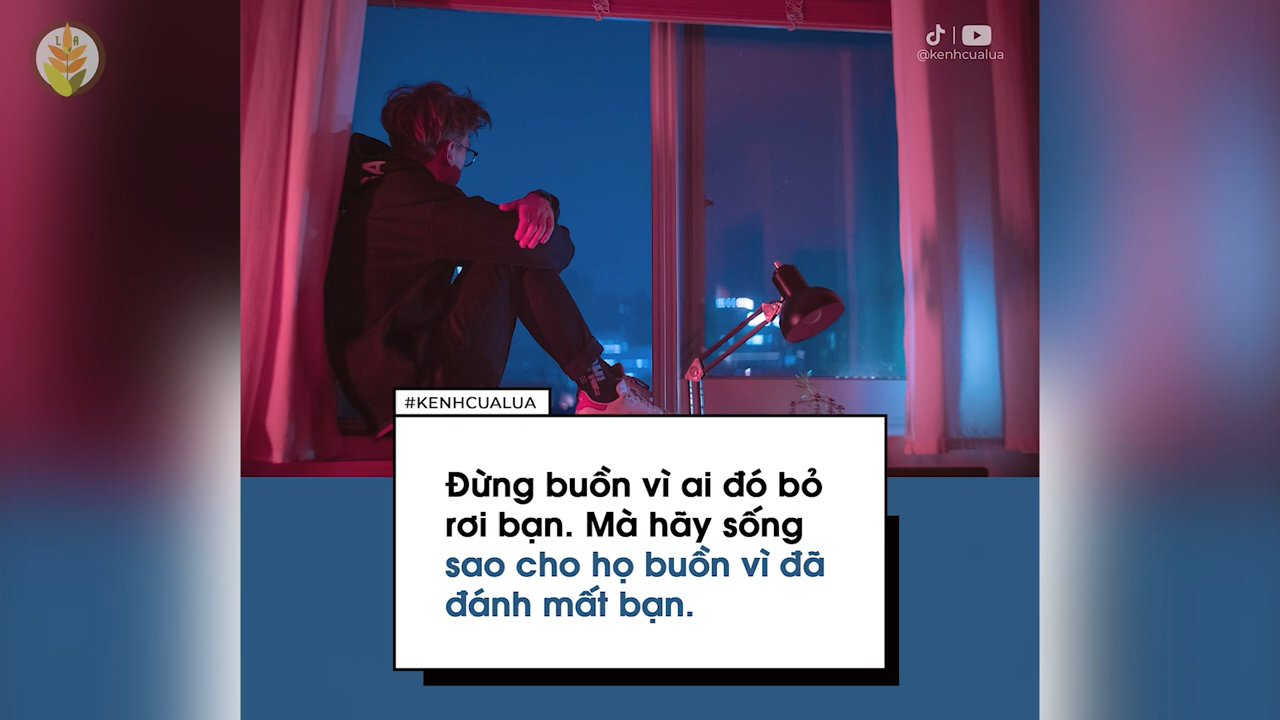 L A
@kenhcualua
#KENHCUALUA
Đừng buồn vì ai đó bỏ
rơi bạn. Mà hãy sống
sao cho họ buồn vì đã
đánh mất bạn.